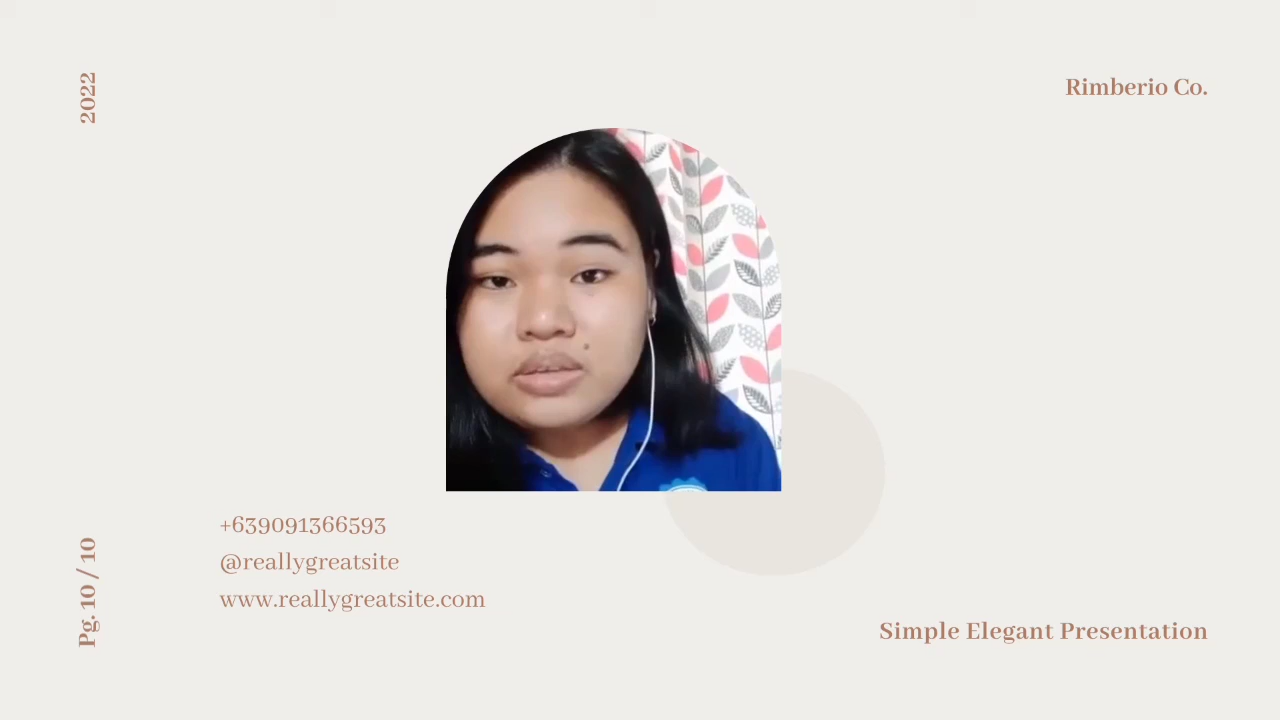 2022
Rimberio Co.
+639091366593
@reallygreatsite
www.reallygreatsite.com
Pg. 10 / 10
Simple Elegant Presentation